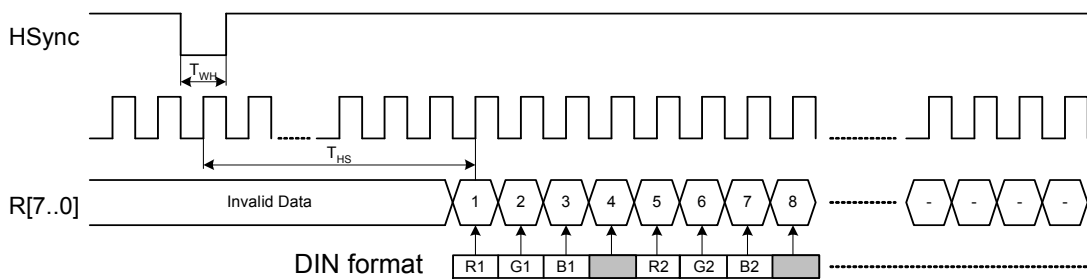 HSync
TWH
THS
R[7..0] Invalid Data 1 2 3 4 5 6 7 8 - - - -
DIN format R1 G1 B1 R2 G2 B2